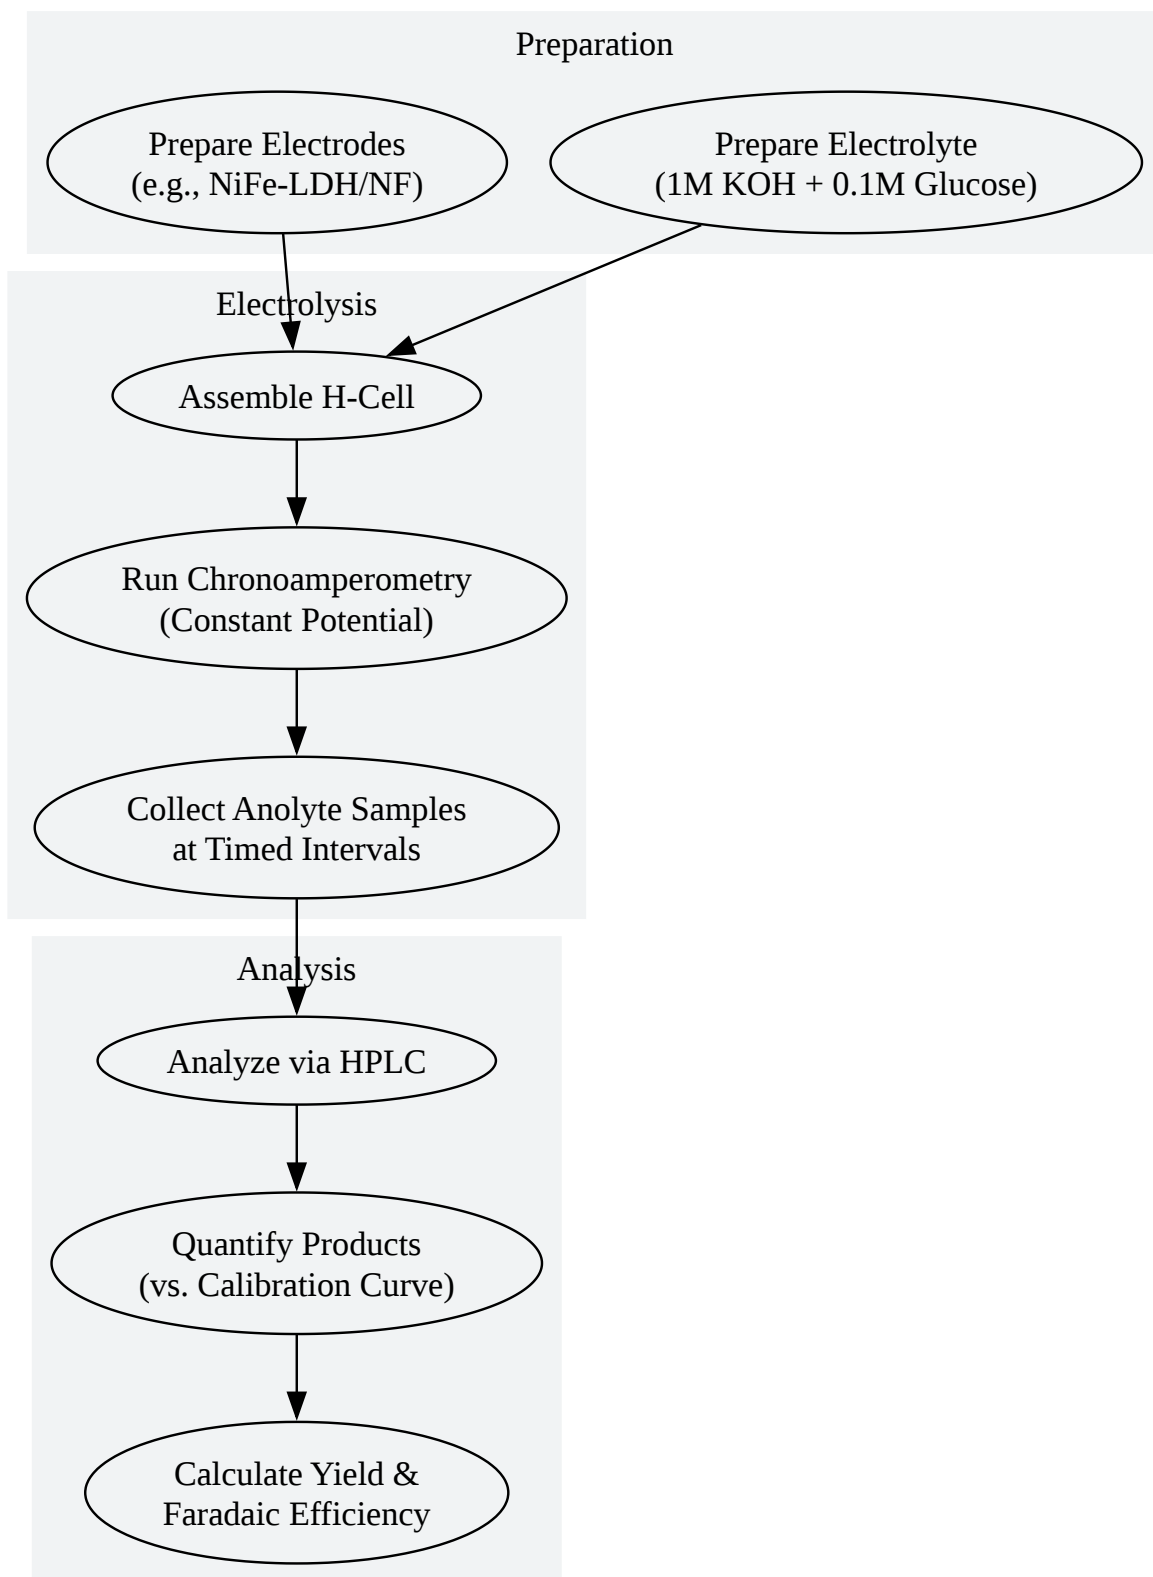 Preparation
Prepare Electrodes
(e.g., NiFe-LDH/NF)
Prepare Electrolyte
(1M KOH + 0.1M Glucose)
Electrolysis
Assemble H-Cell
Run Chronoamperometry
(Constant Potential)
Collect Anolyte Samples
at Timed Intervals
Analysis
Analyze via HPLC
Quantify Products
(vs. Calibration Curve)
Calculate Yield &
Faradaic Efficiency